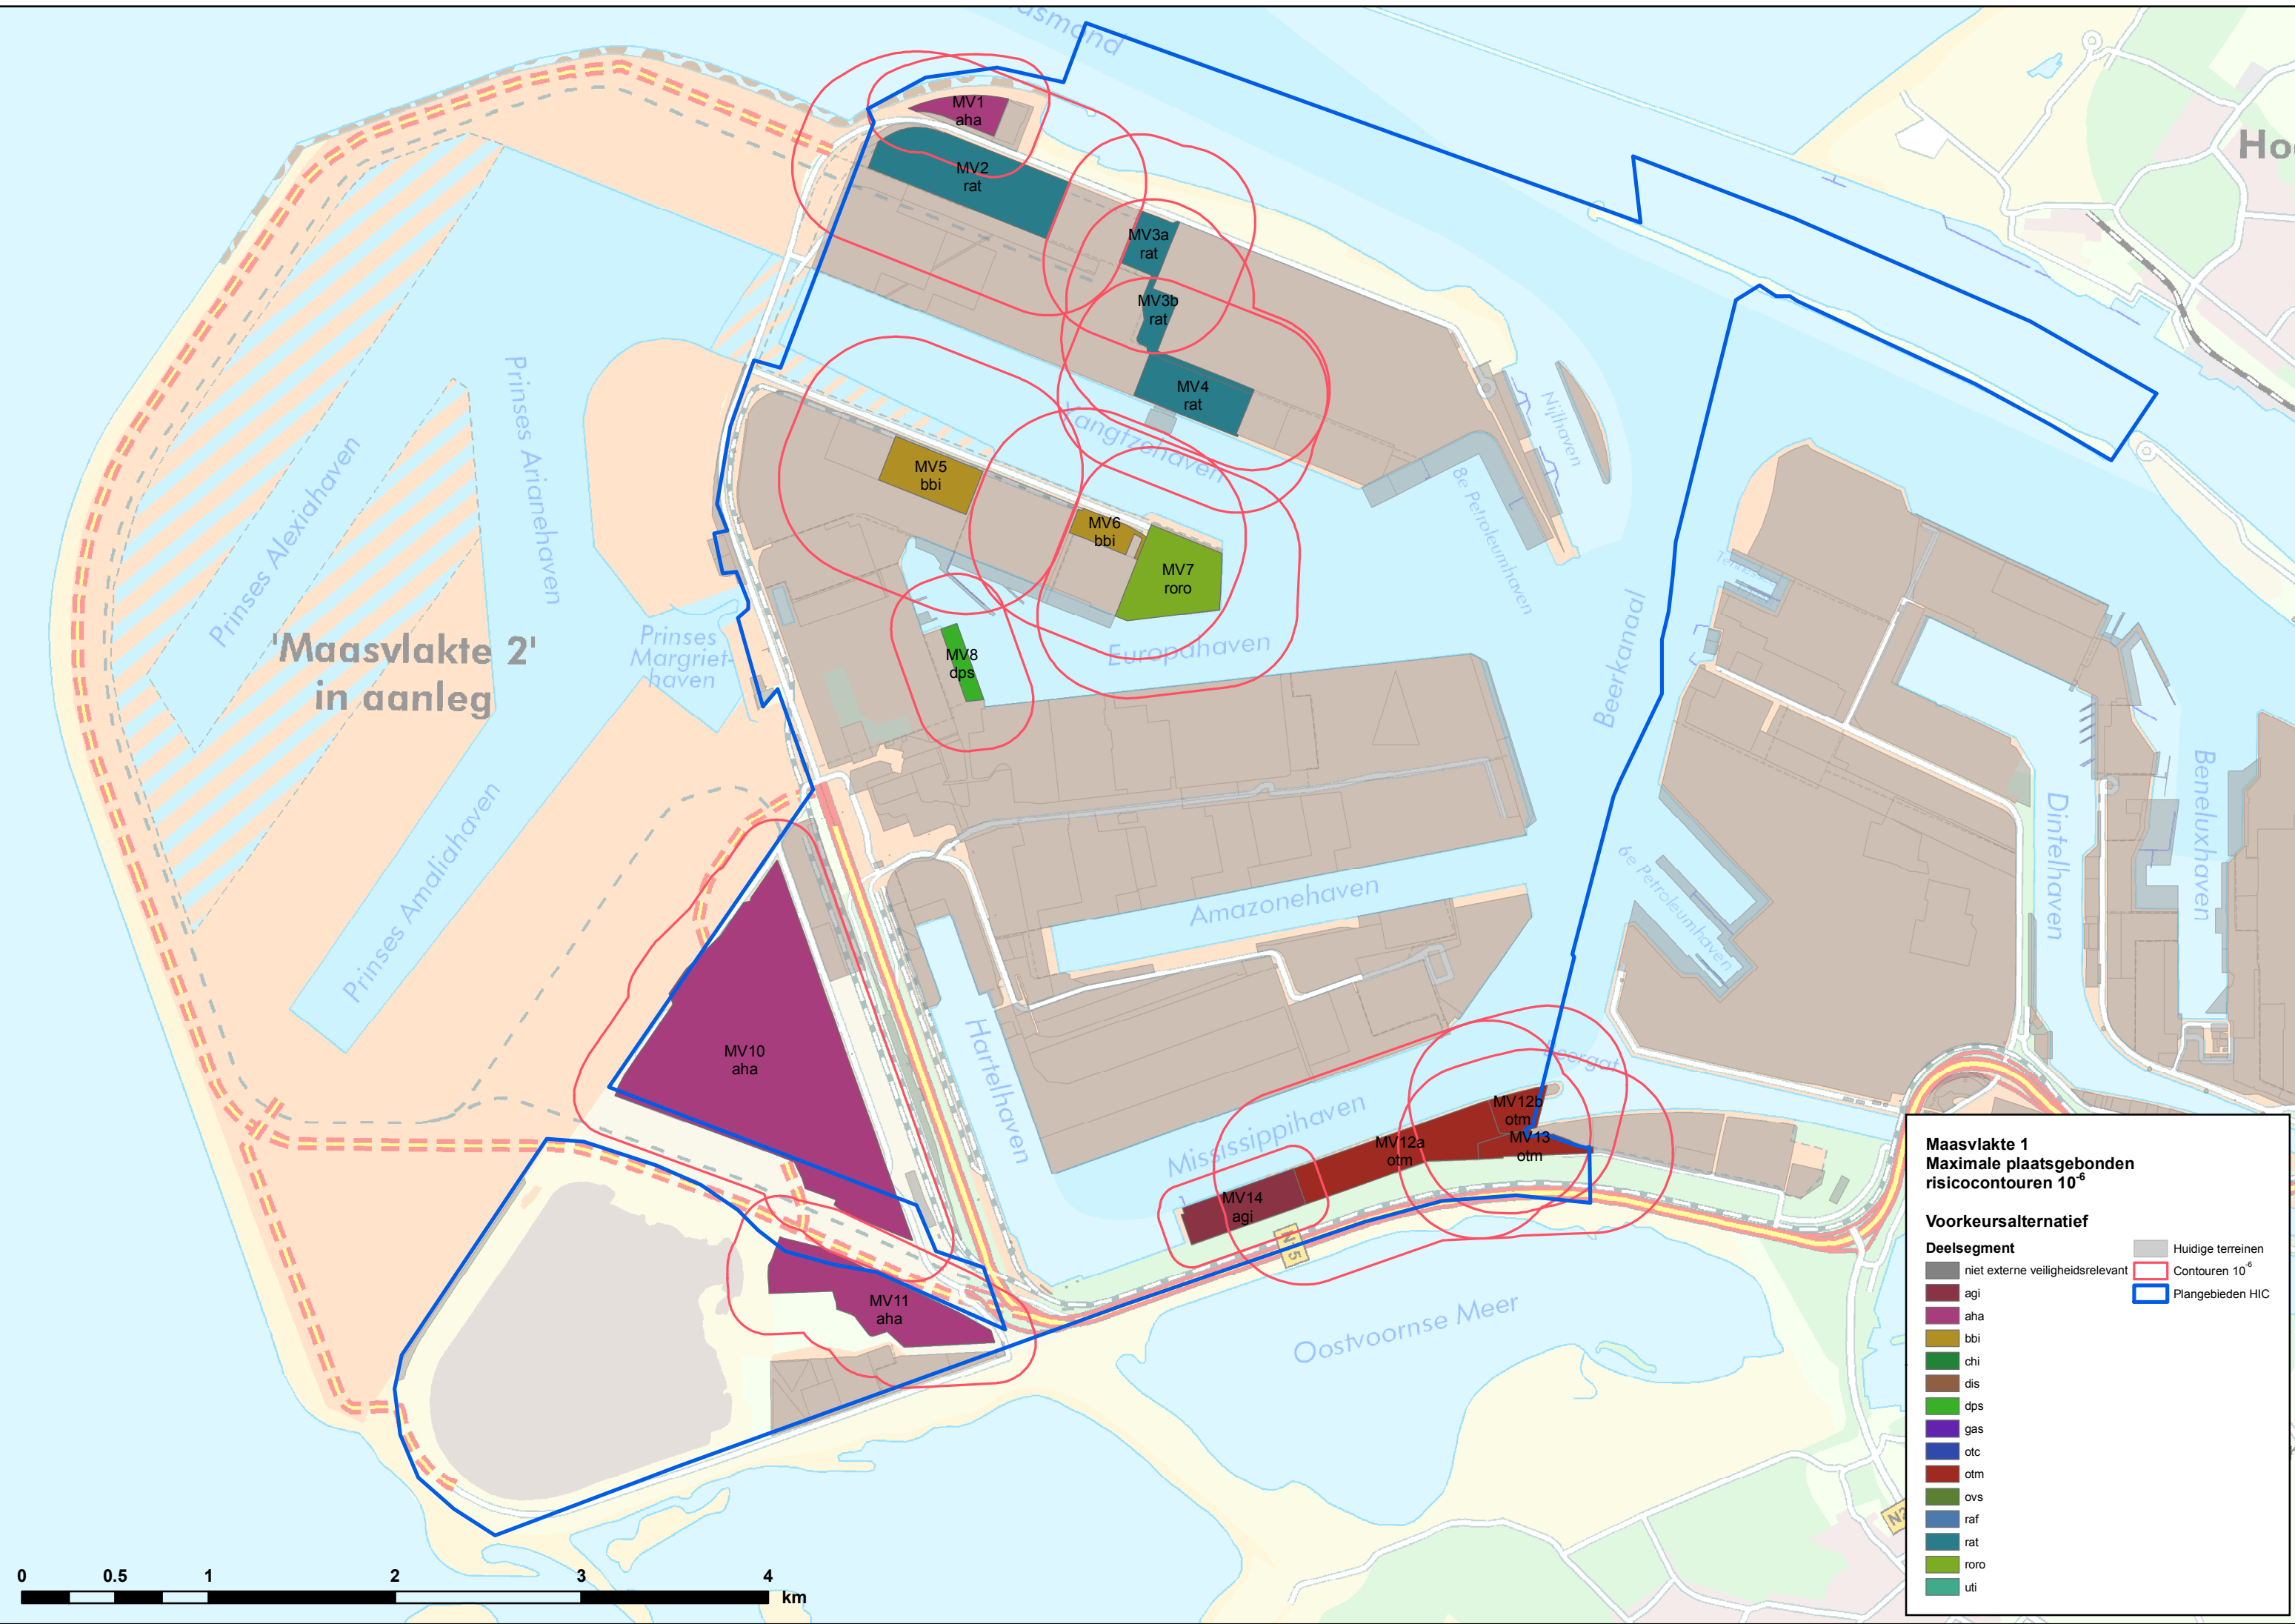 MV1
aha
MV2
rat
MV3a
rat
MV3b
rat
MV4
rat
Yangtzehaven
Nijlhaven
8e Petroleumhaven
MV5
bbi
MV6
bbi
MV7
roro
MV8
dps
Europahaven
Prinses Arianehaven
Prinses Alexiahaven
'Maasvlakte 2'
in aanleg
Prinses
Margriet-
haven
Prinses Amaliahaven
Beerkanaal
6e Petroleumhaven
Dintelhaven
Beneluxhaven
Amazonehaven
Hartelhaven
Mississippihaven
Beergat
MV10
aha
MV11
aha
MV12a
otm
MV12b
otm
MV13
otm
MV14
agi
N15
Oostvoornse Meer
Maasvlakte 1
Maximale plaatsgebonden
risicocontouren 10-6
Voorkeursalternatief
Deelsegment
niet externe veiligheidsrelevant
agi
aha
bbi
chi
dis
dps
gas
otc
otm
ovs
raf
rat
roro
uti
Huidige terreinen
Contouren 10-6
Plangebieden HIC
0 0.5 1 2 3 4
km